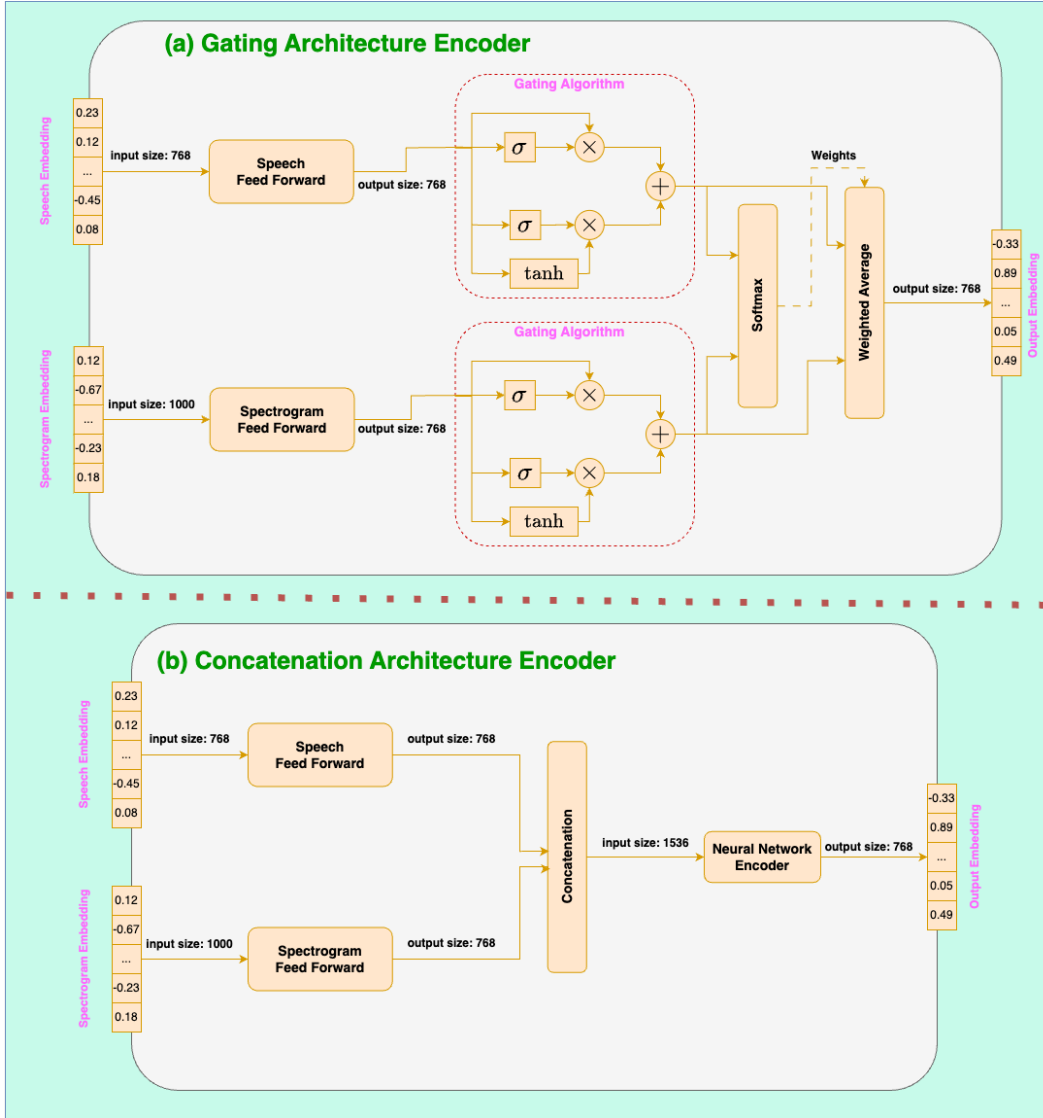 (a) Gating Architecture Encoder
Speech Embedding
0.23
0.12
...
-0.45
0.08
input size: 768
Speech
Feed Forward
output size: 768
Gating Algorithm
σ
×
+
σ
×
tanh
Spectrogram Embedding
0.12
-0.67
...
-0.23
0.18
input size: 1000
Spectrogram
Feed Forward
output size: 768
Gating Algorithm
σ
×
+
σ
×
tanh
Softmax
Weights
Weighted Average
output size: 768
-0.33
0.89
...
0.05
0.49
Output Embedding
(b) Concatenation Architecture Encoder
Speech Embedding
0.23
0.12
...
-0.45
0.08
input size: 768
Speech
Feed Forward
output size: 768
Spectrogram Embedding
0.12
-0.67
...
-0.23
0.18
input size: 1000
Spectrogram
Feed Forward
output size: 768
Concatenation
input size: 1536
Neural Network
Encoder
output size: 768
-0.33
0.89
...
0.05
0.49
Output Embedding